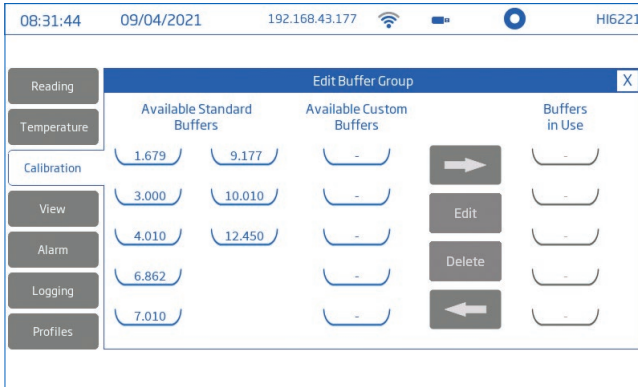 08:31:44 09/04/2021 192.168.43.177 HI6221
Edit Buffer Group X
Reading
Temperature
Calibration
View
Alarm
Logging
Profiles
Available Standard
Buffers
1.679 9.177
3.000 10.010
4.010 12.450
6.862
7.010
Available Custom
Buffers
-
-
-
-
-
Edit
Delete
Buffers
in Use
-
-
-
-
-